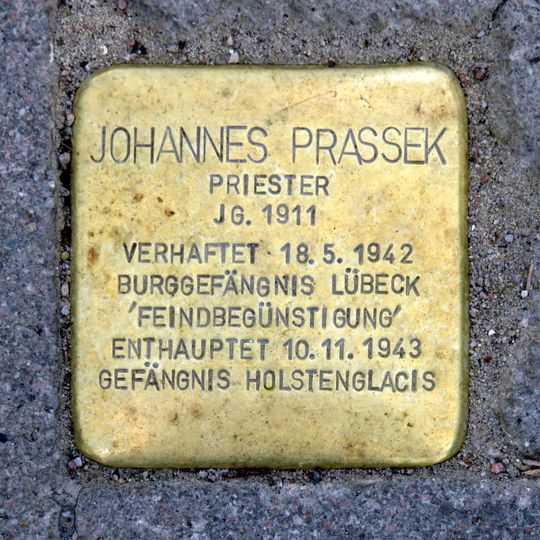 JOHANNES PRASSEK
PRIESTER
JG. 1911
VERHAFTET 18.5.1942
BURGGEFÄNGNIS LÜBECK
'FEINDBEGÜNSTIGUNG'
ENTHAUPTET 10.11.1943
GEFÄNGNIS HOLSTENGLACIS